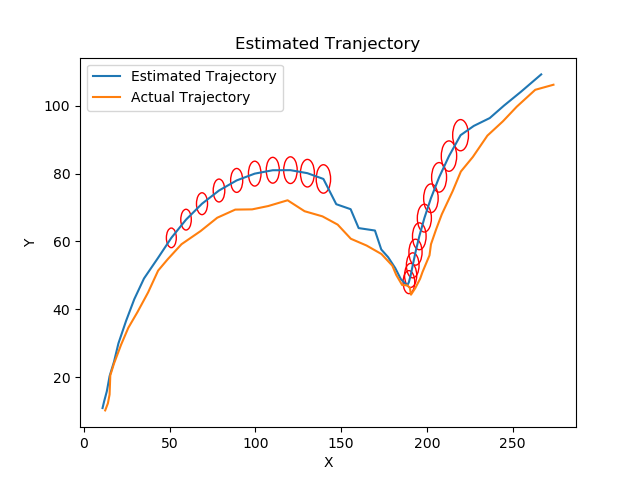 Estimated Tranjectory
Estimated Trajectory
Actual Trajectory
100
80
60
40
20
Y
0 50 100 150 200 250
X